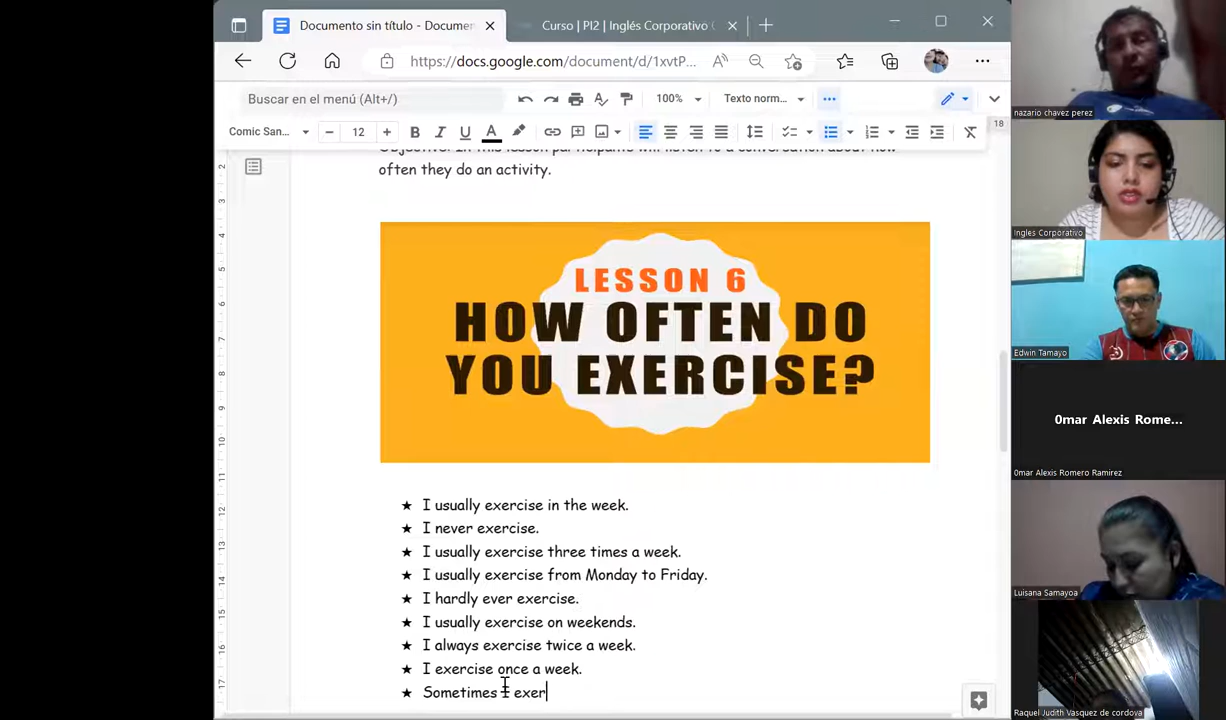 Documento sin título - Documen
Curso | PI2 | Inglés Corporativo
https://docs.google.com/document/d/1xvtP...
Buscar en el menú (Alt+/)
100%
Texto norm...
Comic San...
12
18
often they do an activity.
LESSON 6
HOW OFTEN DO
YOU EXERCISE?
★ I usually exercise in the week.
★ I never exercise.
★ I usually exercise three times a week.
★ I usually exercise from Monday to Friday.
★ I hardly ever exercise.
★ I usually exercise on weekends.
★ I always exercise twice a week.
★ I exercise once a week.
★ Sometimes I exer
nazario chavez perez
Ingles Corporativo
Edwin Tamayo
0mar Alexis Rome...
0mar Alexis Romero Ramirez
Luisana Samayoa
Raquel Judith Vasquez de cordova